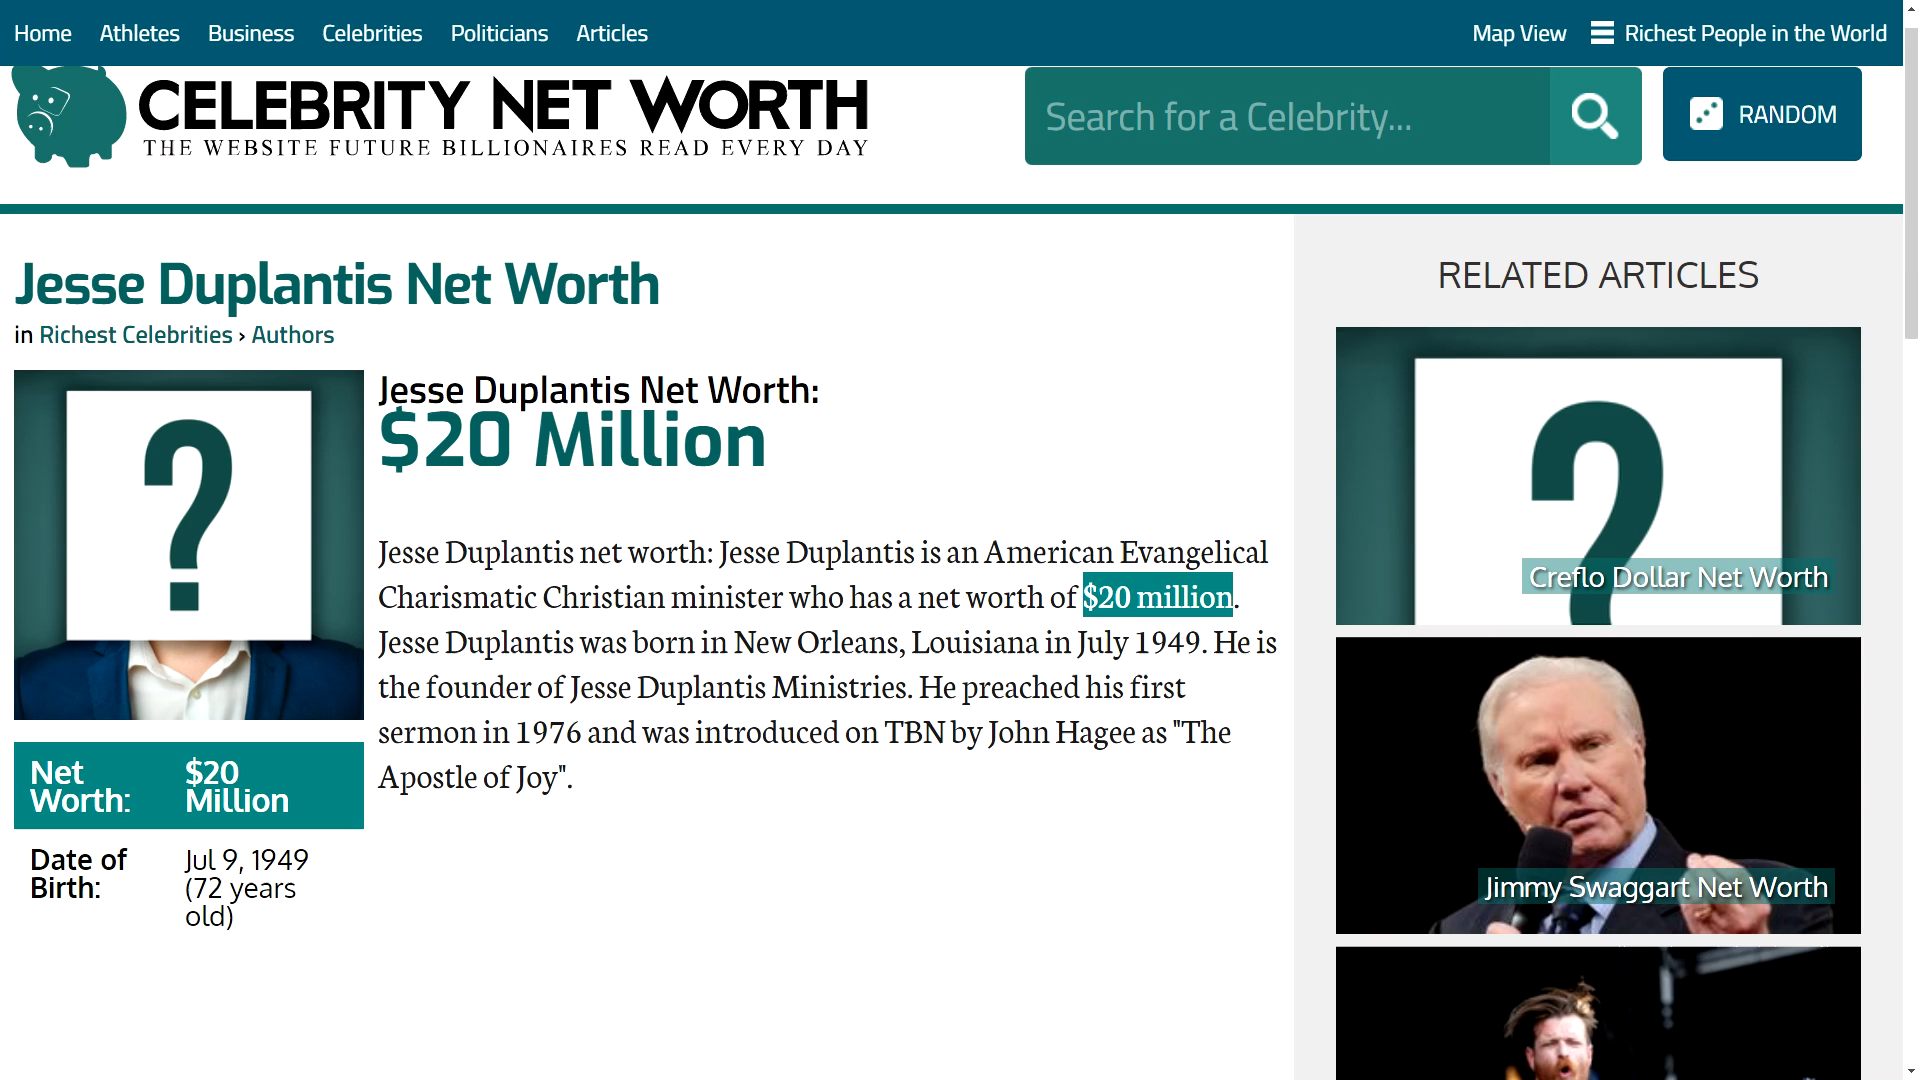 Home Athletes Business Celebrities Politicians Articles Map View Richest People in the World
CELEBRITY NET WORTH
THE WEBSITE FUTURE BILLIONAIRES READ EVERY DAY
Search for a Celebrity...
RANDOM
Jesse Duplantis Net Worth
in Richest Celebrities › Authors
?
Jesse Duplantis Net Worth:
$20 Million
Jesse Duplantis net worth: Jesse Duplantis is an American Evangelical
Charismatic Christian minister who has a net worth of $20 million.
Jesse Duplantis was born in New Orleans, Louisiana in July 1949. He is
the founder of Jesse Duplantis Ministries. He preached his first
sermon in 1976 and was introduced on TBN by John Hagee as "The
Apostle of Joy".
Net Worth: $20 Million
Date of Birth: Jul 9, 1949 (72 years old)
RELATED ARTICLES
?
Creflo Dollar Net Worth
Jimmy Swaggart Net Worth